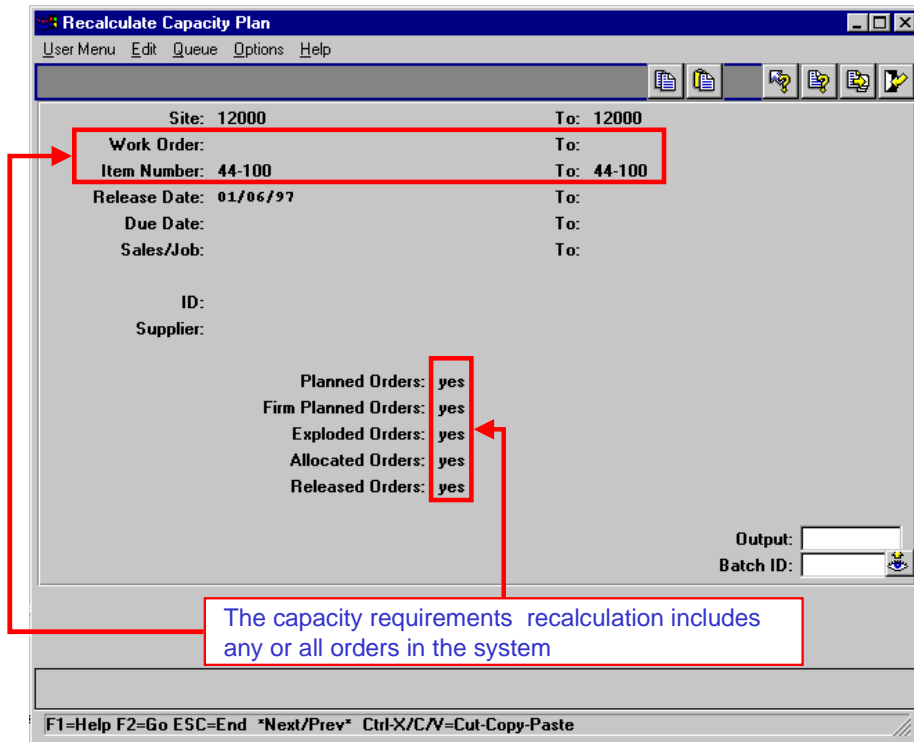 Recalculate Capacity Plan
User Menu Edit Queue Options Help
Site: 12000 To: 12000
Work Order: To:
Item Number: 44-100 To: 44-100
Release Date: 01/06/97 To:
Due Date: To:
Sales/Job: To:
ID:
Supplier:
Planned Orders: yes
Firm Planned Orders: yes
Exploded Orders: yes
Allocated Orders: yes
Released Orders: yes
Output:
Batch ID:
The capacity requirements recalculation includes
any or all orders in the system
F1=Help F2=Go ESC=End *Next/Prev* Ctrl-X/C/V=Cut-Copy-Paste